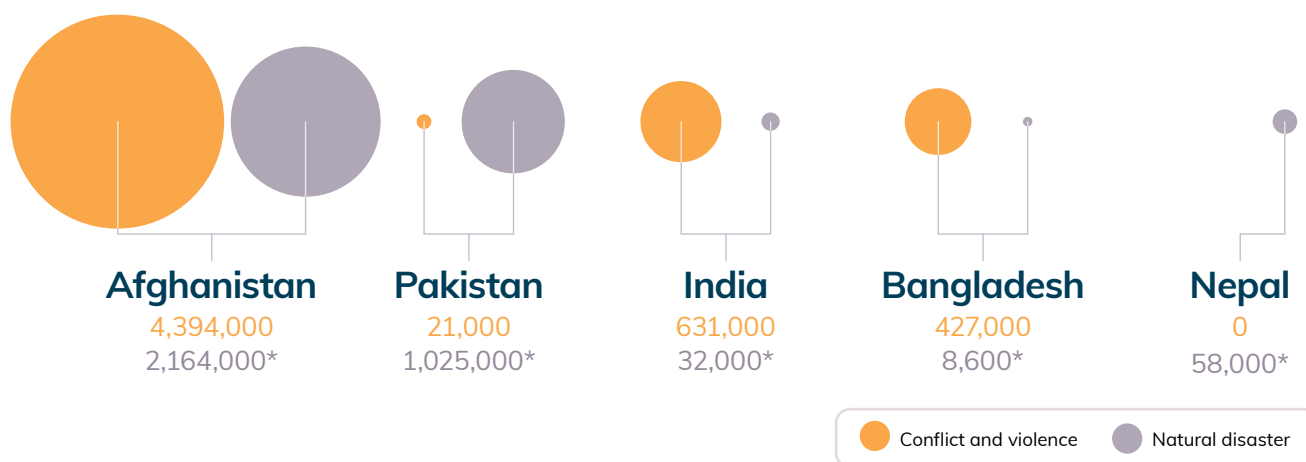 Afghanistan Pakistan India Bangladesh Nepal
4,394,000 21,000 631,000 427,000 0
2,164,000* 1,025,000* 32,000* 8,600* 58,000*
Conflict and violence Natural disaster